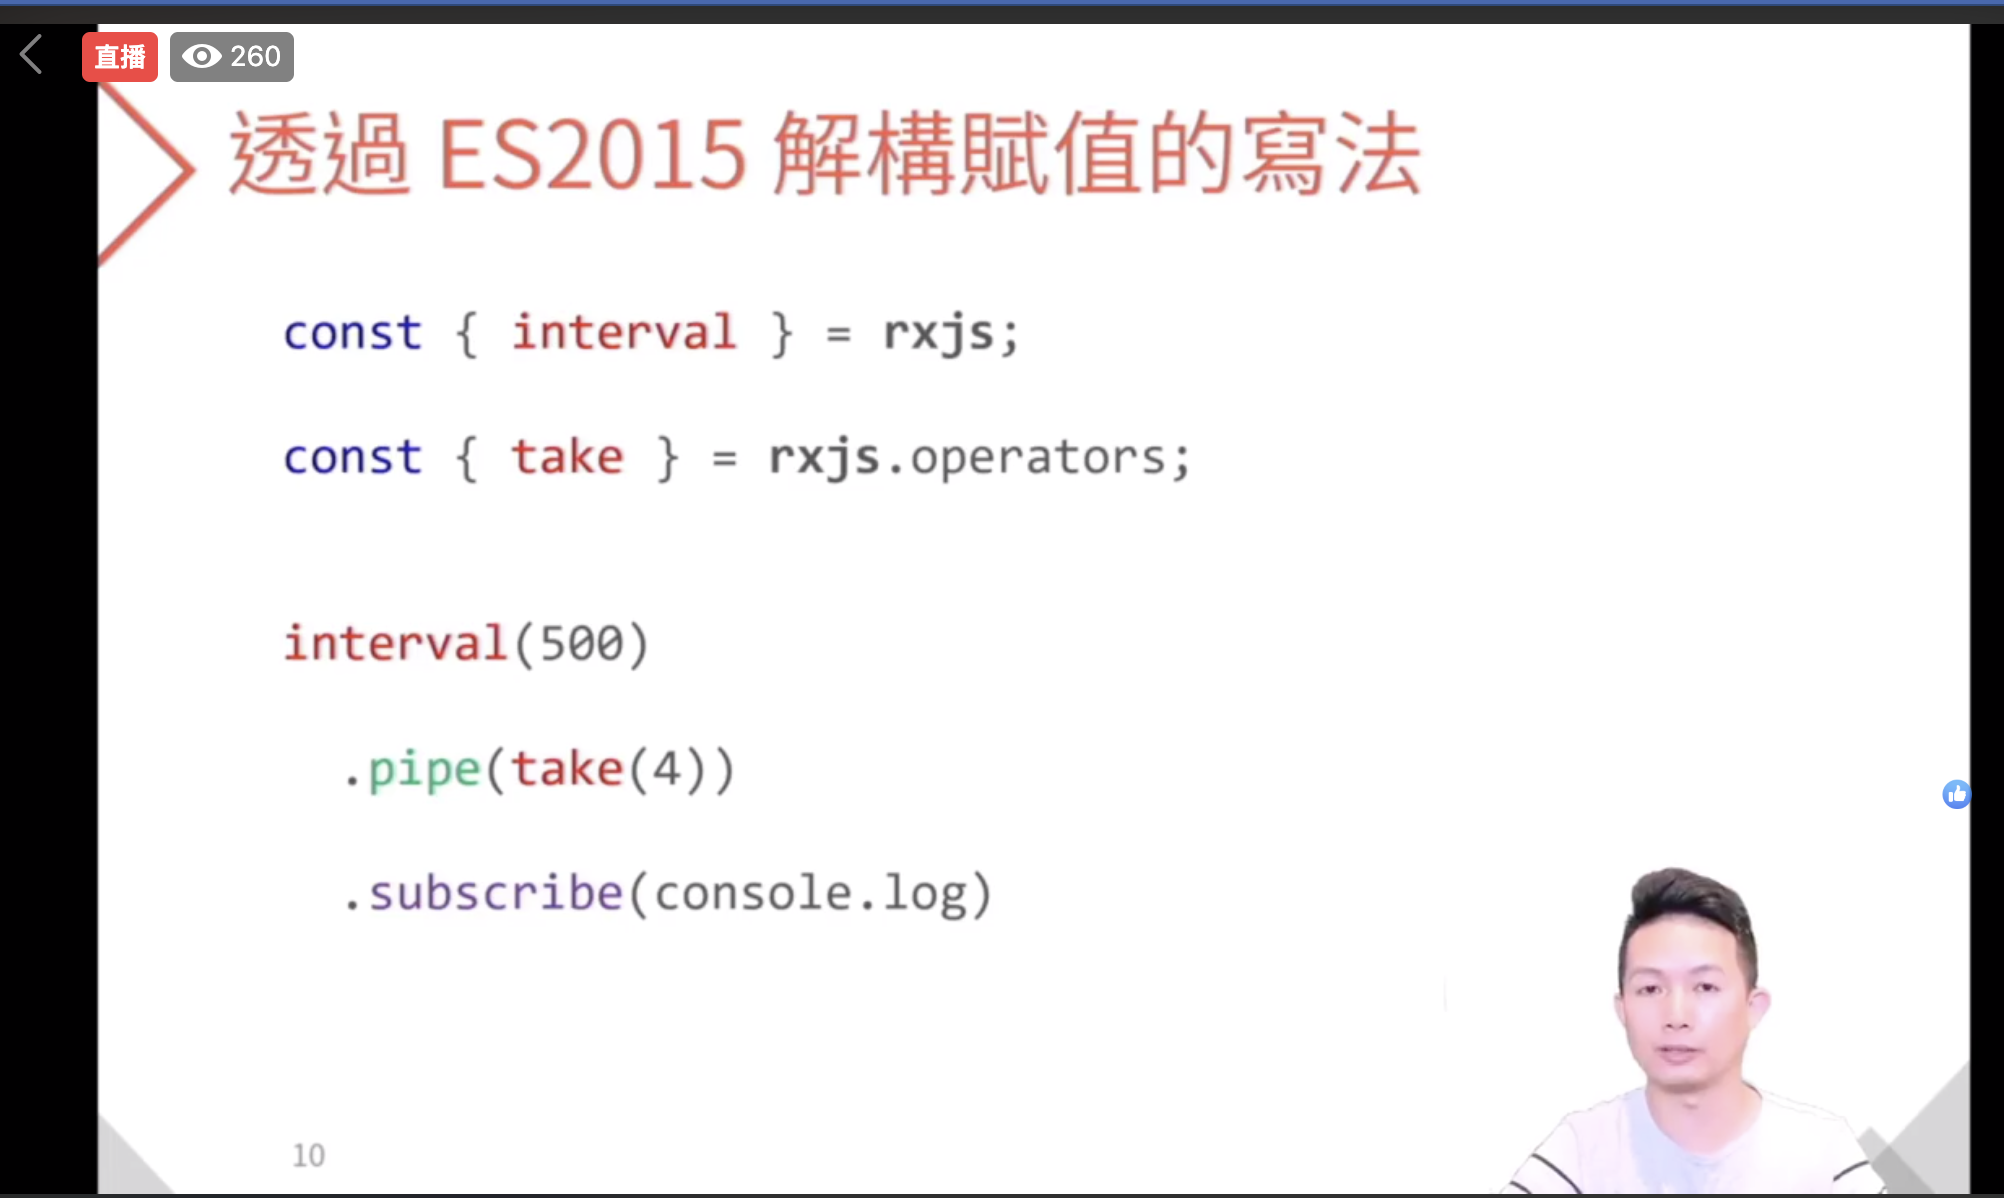 直播 260
透過 ES2015 解構賦值的寫法
const { interval } = rxjs;
const { take } = rxjs.operators;
interval(500)
.pipe(take(4))
.subscribe(console.log)
10